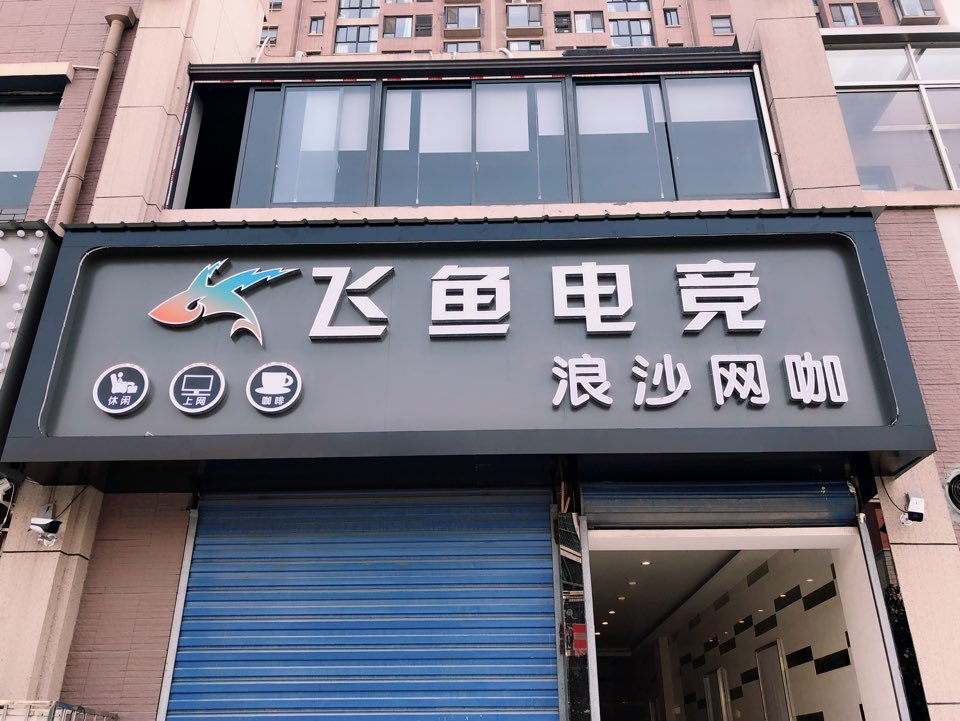 飞鱼电竞
浪沙网咖
休闲
上网
咖啡